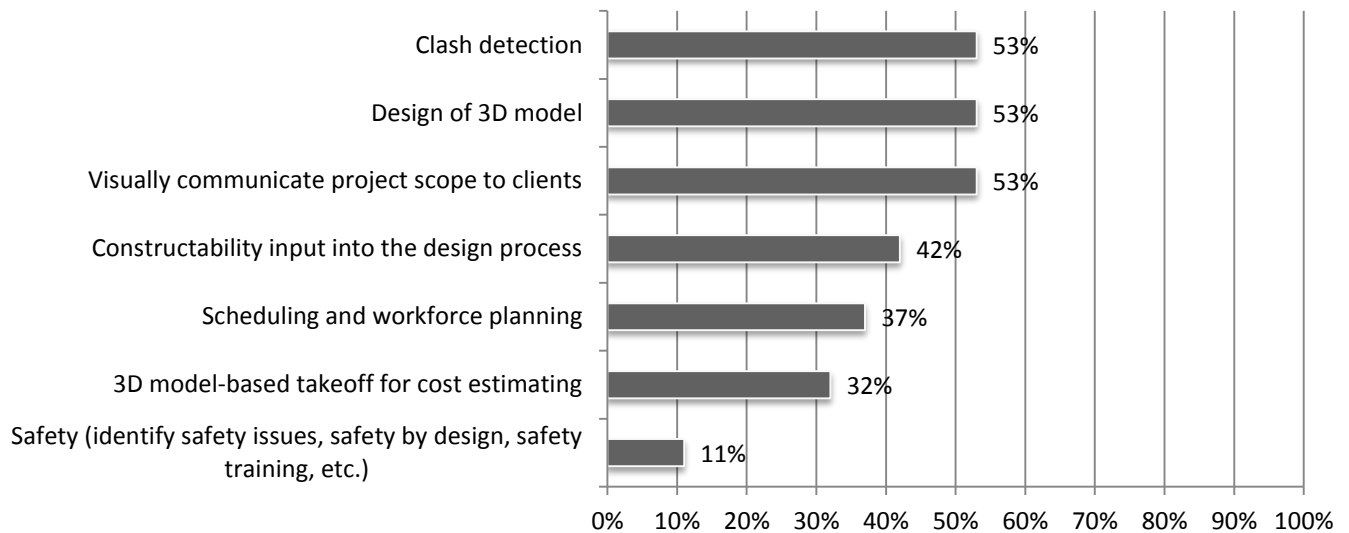 Clash detection
53%
Design of 3D model
53%
Visually communicate project scope to clients
53%
Constructability input into the design process
42%
Scheduling and workforce planning
37%
3D model-based takeoff for cost estimating
32%
Safety (identify safety issues, safety by design, safety
training, etc.)
11%
0% 10% 20% 30% 40% 50% 60% 70% 80% 90% 100%